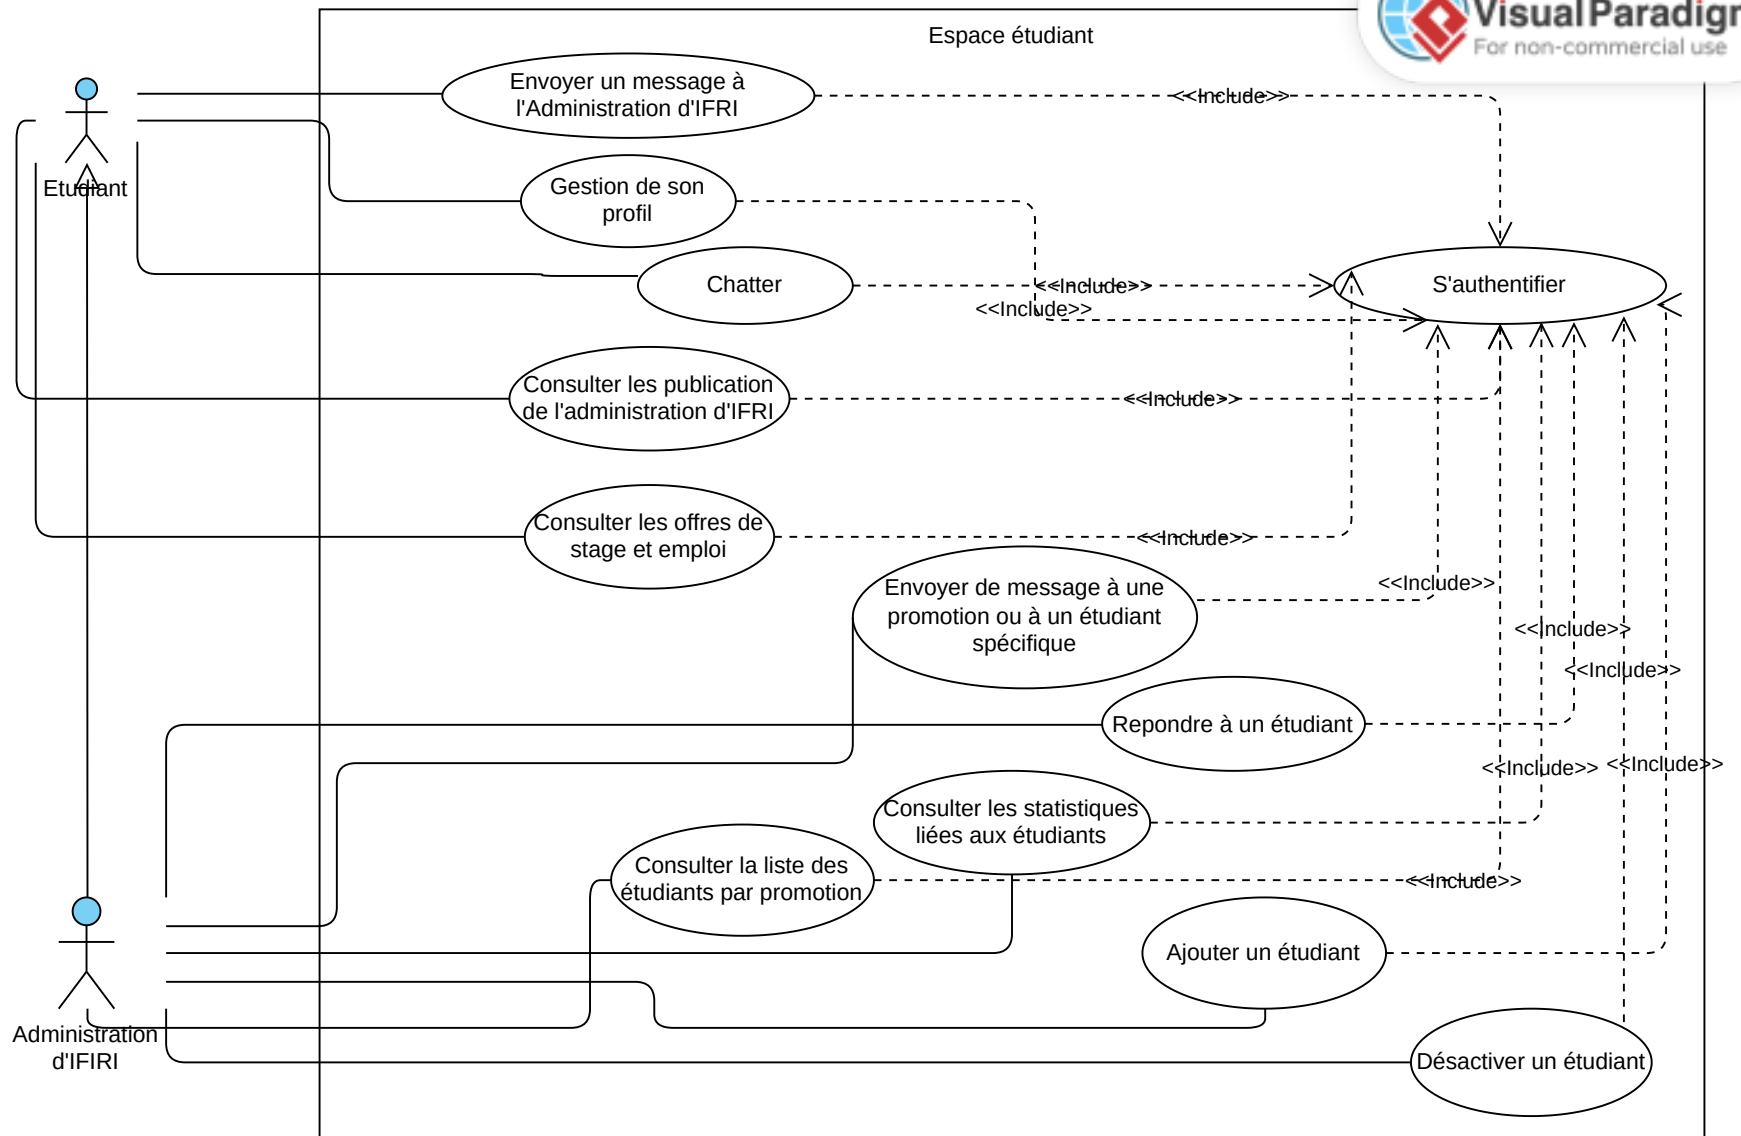 Visual Paradigr
For non-commercial use
Espace étudiant
Envoyer un message à
l'Administration d'IFRI
<<Include>>
Etudiant
Gestion de son
profil
Chatter
<<Include>>
<<Include>>
S'authentifier
Consulter les publication
de l'administration d'IFRI
<<Include>>
Consulter les offres de
stage et emploi
<<Include>>
Envoyer de message à une
promotion ou à un étudiant
spécifique
<<Include>>
<<Include>>
<<Include>>
Repondre à un étudiant
<<Include>>
<<Include>>
Consulter les statistiques
liées aux étudiants
Consulter la liste des
étudiants par promotion
<<Include>>
Ajouter un étudiant
Administration
d'IFIRI
Désactiver un étudiant